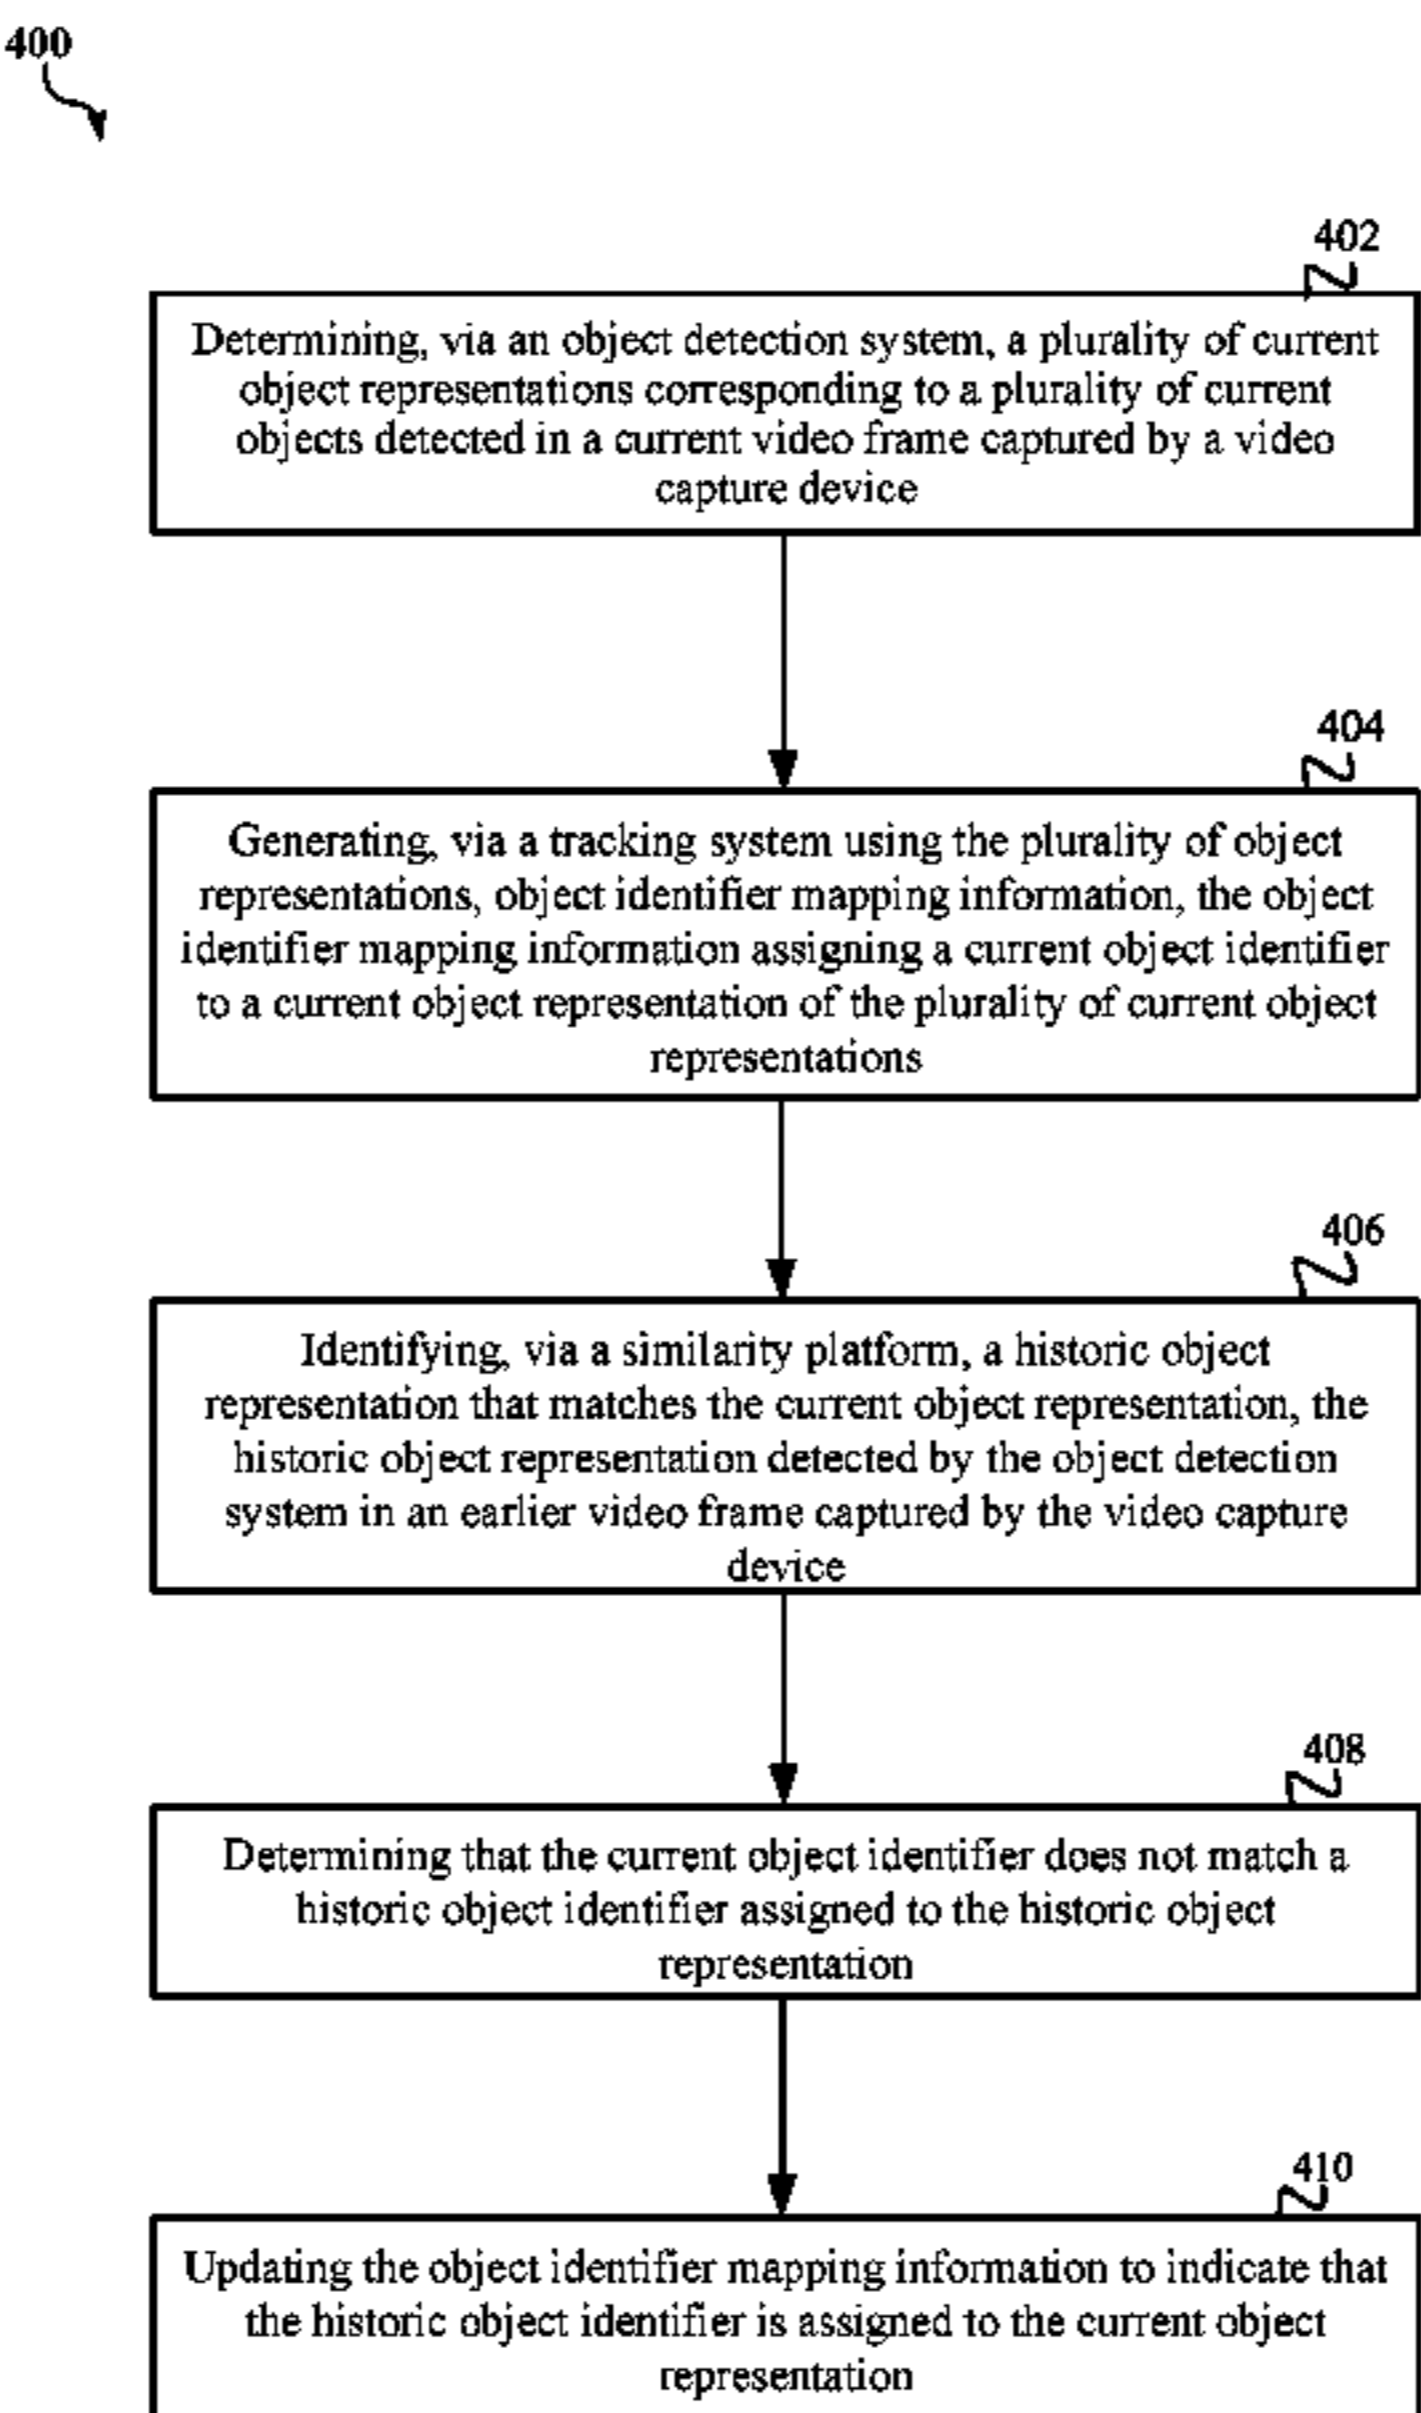 400
402
Determining, via an object detection system, a plurality of current
object representations corresponding to a plurality of current
objects detected in a current video frame captured by a video
capture device
404
Generating, via a tracking system using the plurality of object
representations, object identifier mapping information, the object
identifier mapping information assigning a current object identifier
to a current object representation of the plurality of current object
representations
406
Identifying, via a similarity platform, a historic object
representation that matches the current object representation, the
historic object representation detected by the object detection
system in an earlier video frame captured by the video capture
device
408
Determining that the current object identifier does not match a
historic object identifier assigned to the historic object
representation
410
Updating the object identifier mapping information to indicate that
the historic object identifier is assigned to the current object
representation